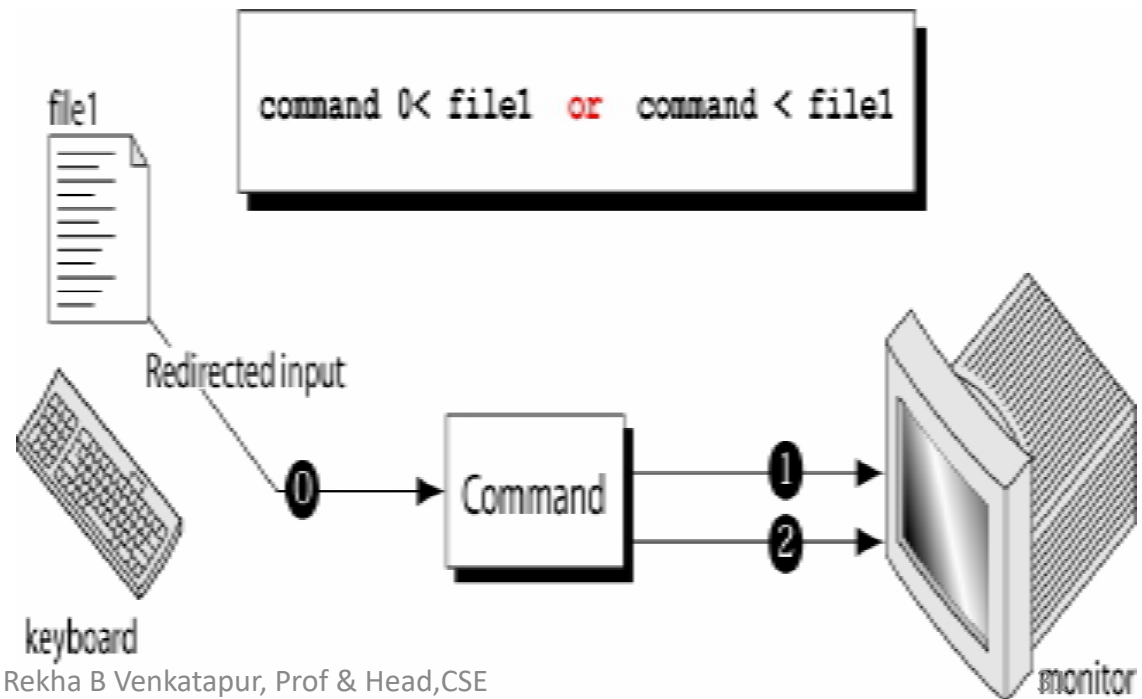 command 0< file1 or command < file1
file1
Redirected input
0
Command
1
2
keyboard
monitor
Rekha B Venkatapur, Prof & Head,CSE